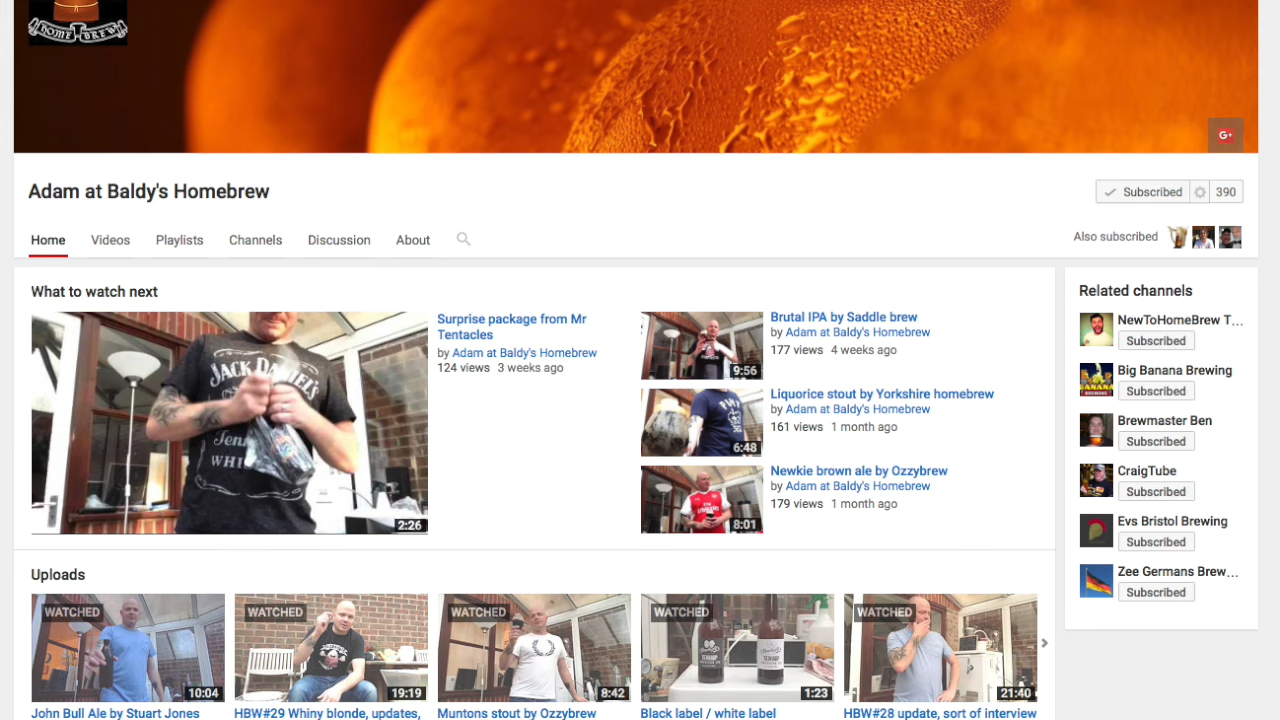 HOME BREW
G+
Adam at Baldy's Homebrew
Subscribed 390
Home Videos Playlists Channels Discussion About
Also subscribed
What to watch next
JACK DANIEL'S
2:26
Surprise package from Mr
Tentacles
by Adam at Baldy's Homebrew
124 views 3 weeks ago
9:56
Brutal IPA by Saddle brew
by Adam at Baldy's Homebrew
177 views 4 weeks ago
6:48
Liquorice stout by Yorkshire homebrew
by Adam at Baldy's Homebrew
161 views 1 month ago
8:01
Newkie brown ale by Ozzybrew
by Adam at Baldy's Homebrew
179 views 1 month ago
Related channels
NewToHomeBrew T...
Subscribed
Big Banana Brewing
Subscribed
Brewmaster Ben
Subscribed
CraigTube
Subscribed
Evs Bristol Brewing
Subscribed
Zee Germans Brew...
Subscribed
Uploads
WATCHED
10:04
John Bull Ale by Stuart Jones
WATCHED
19:19
HBW#29 Whiny blonde, updates,
WATCHED
8:42
Muntons stout by Ozzybrew
WATCHED
1:23
Black label / white label
WATCHED
21:40
HBW#28 update, sort of interview